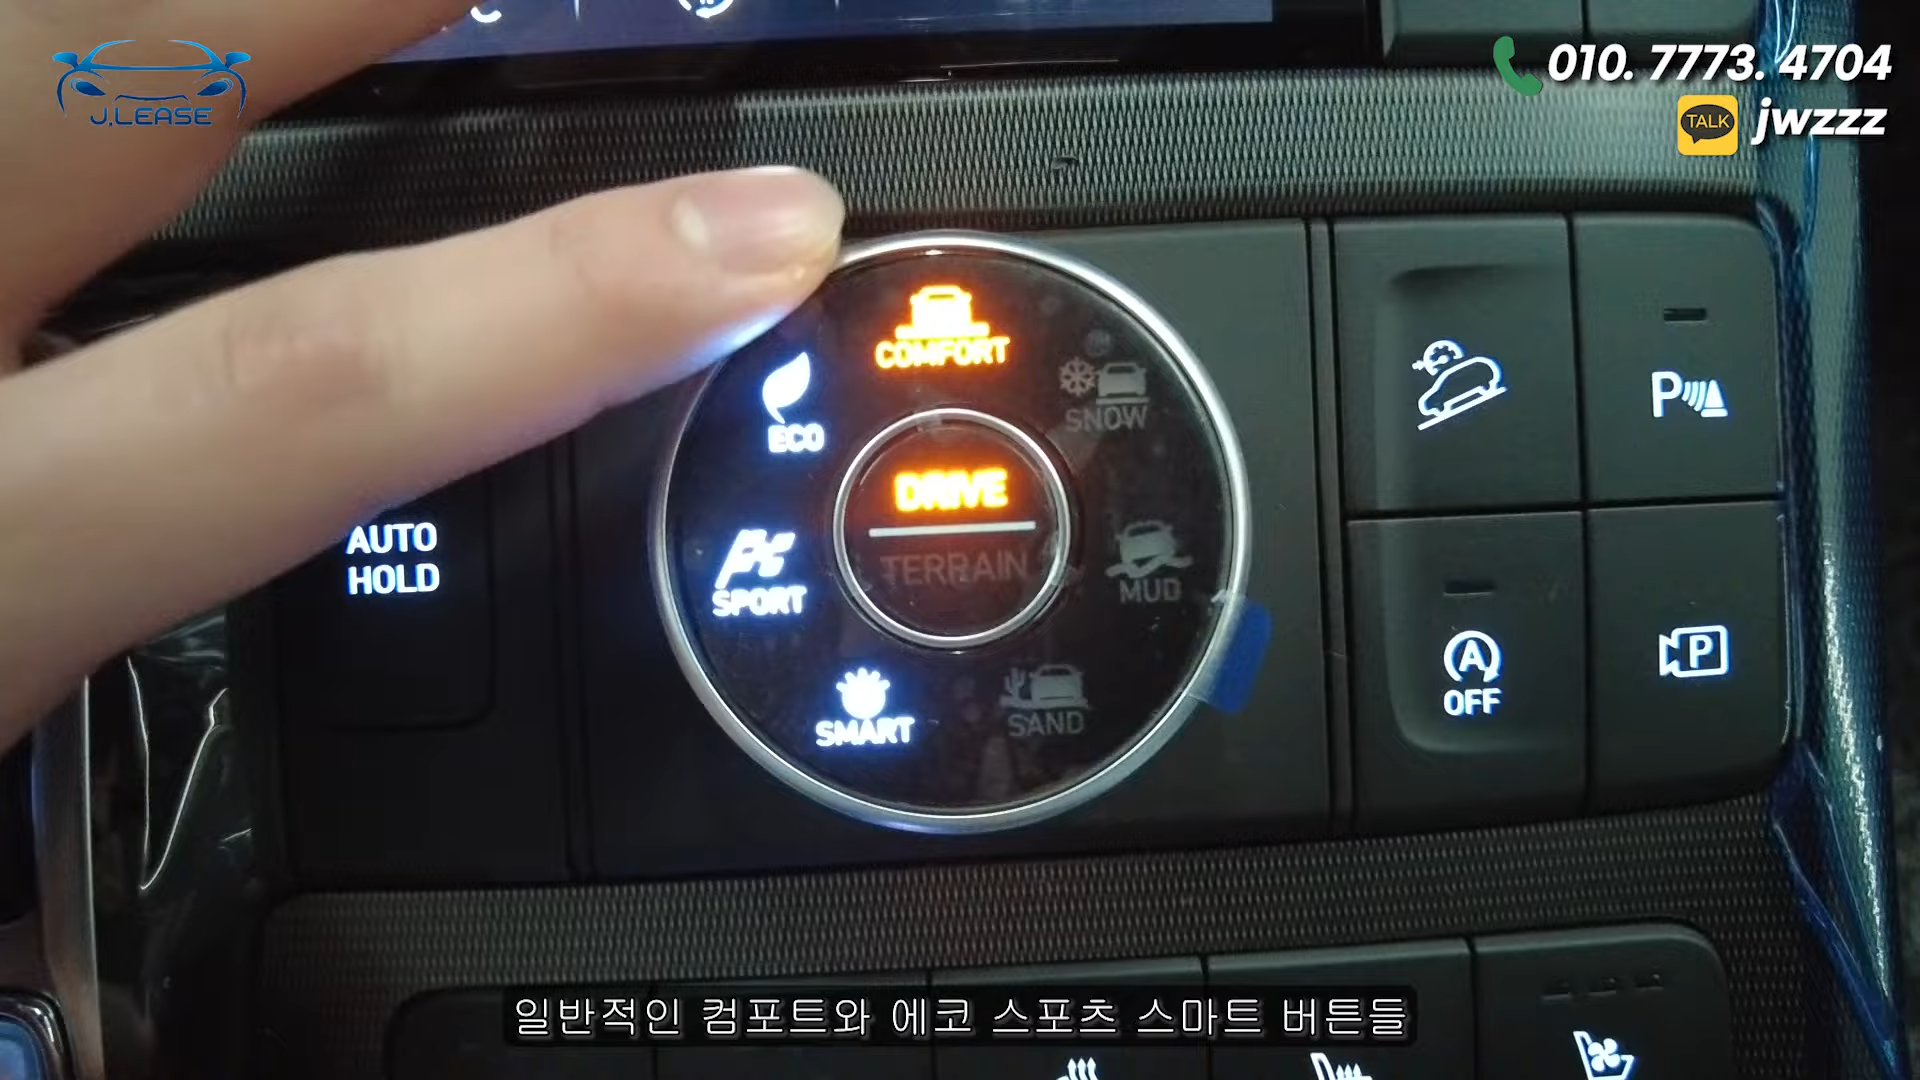 J.LEASE
010. 7773. 4704
TALK jwzzz
COMFORT
SNOW
ECO
DRIVE
TERRAIN
AUTO
HOLD
SPORT
MUD
SMART
SAND
P
A
OFF
P
일반적인 컴포트와 에코 스포츠 스마트 버튼들